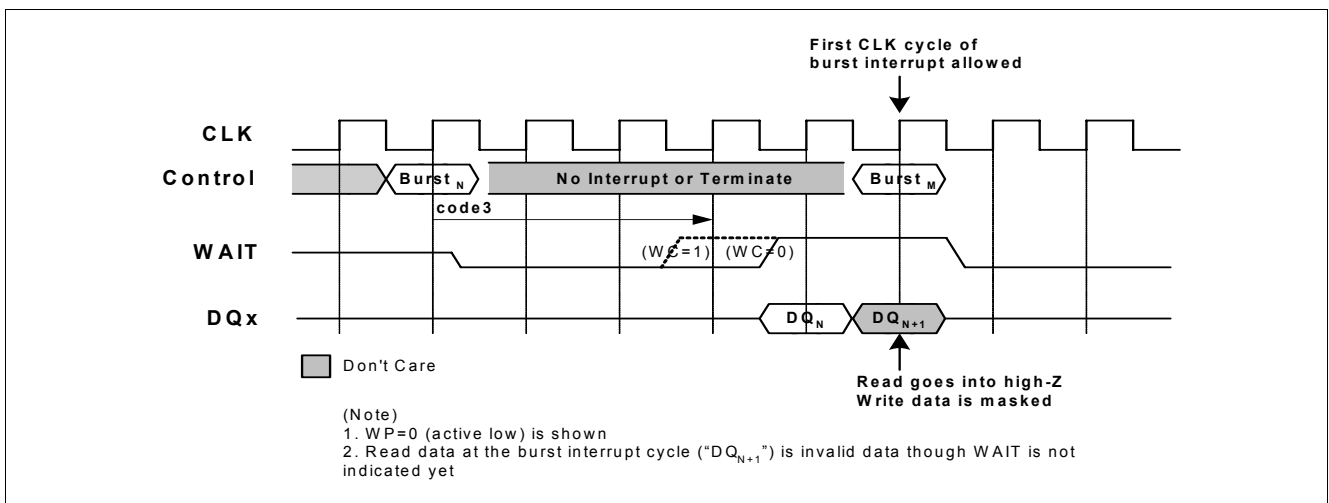 First CLK cycle of
burst interrupt allowed
CLK
Control
Burst N
No Interrupt or Terminate
Burst M
code3
WAIT
(WC=1) (WC=0)
DQx
DQN
DQN+1
Don't Care
Read goes into high-Z
Write data is masked
(Note)
1. WP=0 (active low) is shown
2. Read data at the burst interrupt cycle (“DQN+1”) is invalid data though WAIT is not
indicated yet